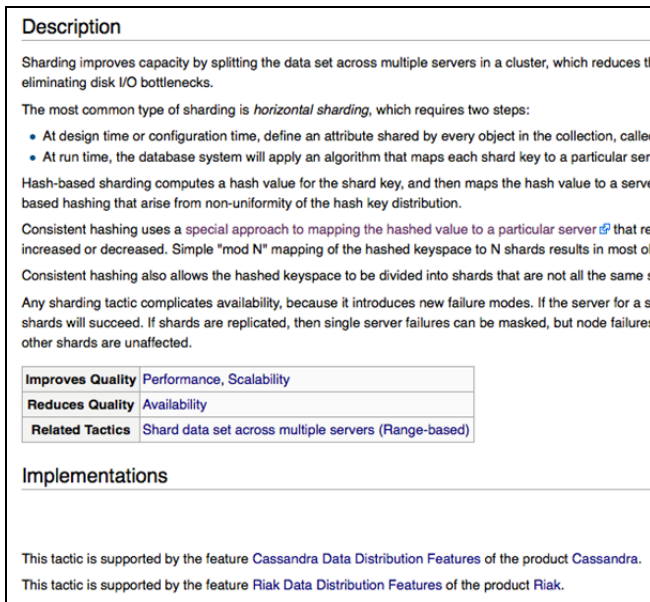 Description
Sharding improves capacity by splitting the data set across multiple servers in a cluster, which reduces
eliminating disk I/O bottlenecks.
The most common type of sharding is horizontal sharding, which requires two steps:
At design time or configuration time, define an attribute shared by every object in the collection,
At run time, the database system will apply an algorithm that maps each shard key to a particular
Hash-based sharding computes a hash value for the shard key, and then maps the hash value to a
based hashing that arise from non-uniformity of the hash key distribution.
Consistent hashing uses a special approach to mapping the hashed value to a particular server that
increased or decreased. Simple "mod N" mapping of the hashed keyspace to N shards results in most
Consistent hashing also allows the hashed keyspace to be divided into shards that are not all the same
Any sharding tactic complicates availability, because it introduces new failure modes. If the server for a
shards will succeed. If shards are replicated, then single server failures can be masked, but node failures
other shards are unaffected.
Improves Quality Performance, Scalability
Reduces Quality Availability
Related Tactics Shard data set across multiple servers (Range-based)
Implementations
This tactic is supported by the feature Cassandra Data Distribution Features of the product Cassandra.
This tactic is supported by the feature Riak Data Distribution Features of the product Riak.